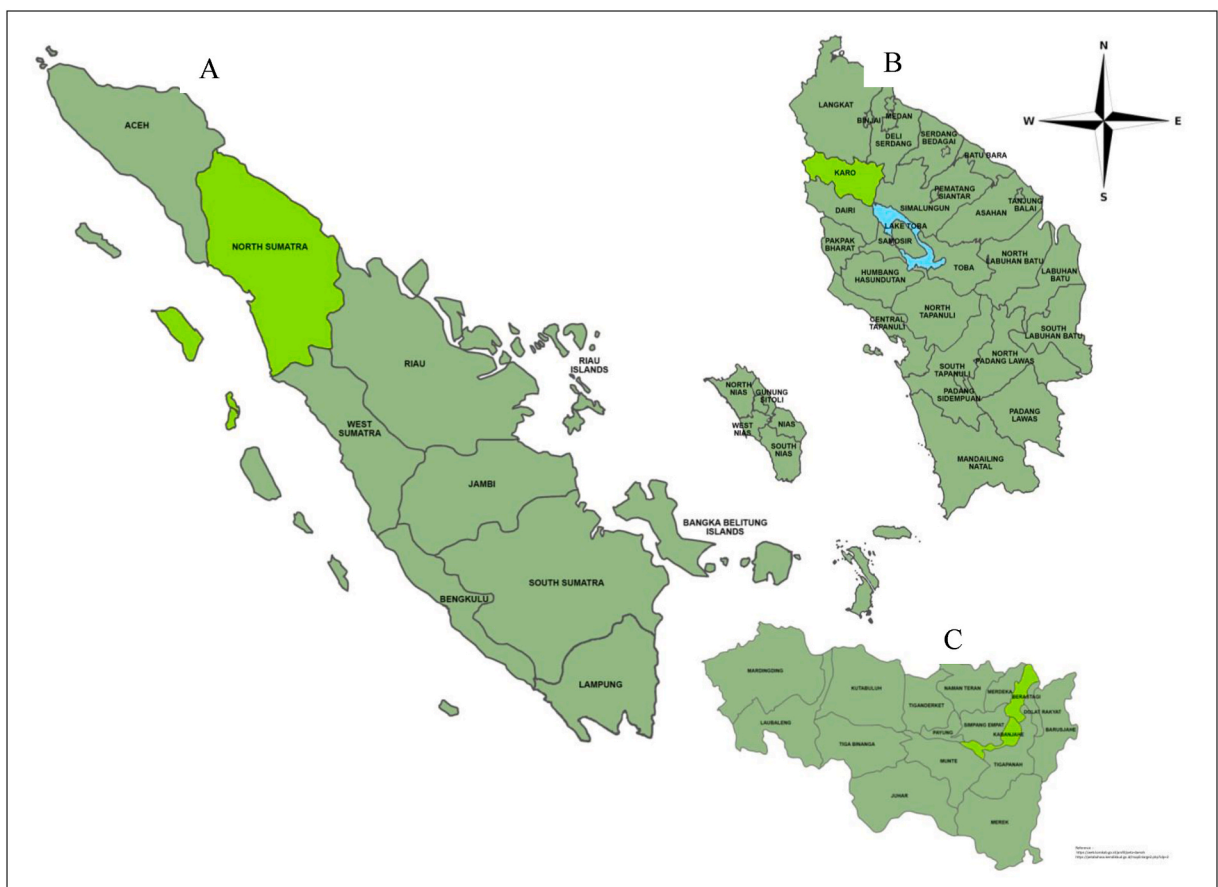 A
ACEH
NORTH SUMATRA
RIAU
RIAU
ISLANDS
WEST
SUMATRA
JAMBI
BANGKA BELITUNG
ISLANDS
SOUTH SUMATRA
BENGKULU
LAMPUNG
B
LANGKAT
BINJAI
MEDAN
DELI
SERDANG
SERDANG
BEDAGAI
BATU BARA
KARO
PEMATANG
SIANTAR
TANJUNG
BALAI
SIMALUNGUN
ASAHAN
DAIRI
LAKE TOBA
SAMOSIR
PAKPAK
BHARAT
TOBA
NORTH
LABUHAN BATU
LABUHAN
BATU
HUMBANG
HASUNDUTAN
NORTH
TAPANULI
CENTRAL
TAPANULI
SOUTH
LABUHAN BATU
NORTH
PADANG LAWAS
SOUTH
TAPANULI
PADANG
SIDEMPUAN
PADANG
LAWAS
MANDAILING
NATAL
NORTH
NIAS
GUNUNG
SITOLI
WEST
NIAS
NIAS
SOUTH
NIAS
N
W
E
S
C
MARDINGDING
KUTABULUH
NAMAN TERAN
MERDEKA
BERASTAGI
TIGANDERKET
DOLAT RAKYAT
LAUBALENG
SIMPANG EMPAT
PAYUNG
KABANJAHE
BARUSJAHE
TIGA BINANGA
MUNTE
TIGAPANAH
JUHAR
MEREK
Reference :